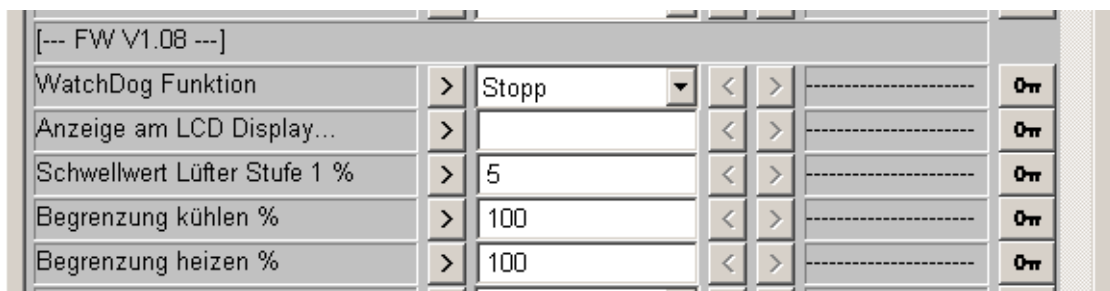 [--- FW V1.08 ---]
WatchDog Funktion > Stopp < > ---------------------
Anzeige am LCD Display... > < > ---------------------
Schwellwert Lüfter Stufe 1 % > 5 < > ---------------------
Begrenzung kühlen % > 100 < > ---------------------
Begrenzung heizen % > 100 < > ---------------------